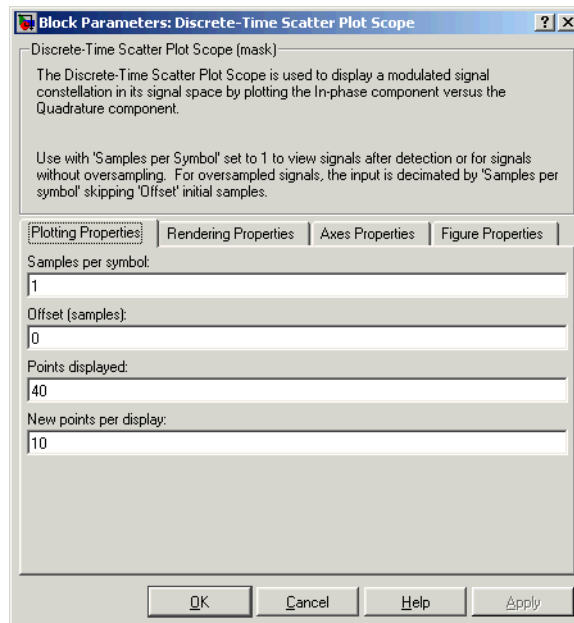 Block Parameters: Discrete-Time Scatter Plot Scope
Discrete-Time Scatter Plot Scope (mask)
The Discrete-Time Scatter Plot Scope is used to display a modulated signal
constellation in its signal space by plotting the In-phase component versus the
Quadrature component.
Use with 'Samples per Symbol' set to 1 to view signals after detection or for signals
without oversampling. For oversampled signals, the input is decimated by 'Samples per
symbol' skipping 'Offset' initial samples.
Plotting Properties Rendering Properties Axes Properties Figure Properties
Samples per symbol:
1
Offset (samples):
0
Points displayed:
40
New points per display:
10
OK Cancel Help Apply